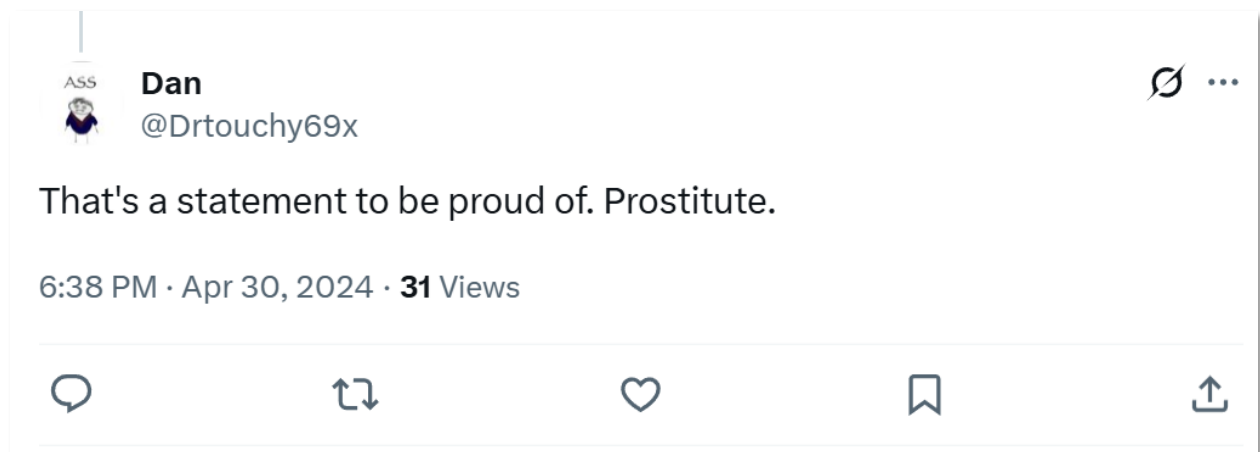 ASS
Dan
@Drtouchy69x
That's a statement to be proud of. Prostitute.
6:38 PM · Apr 30, 2024 · 31 Views